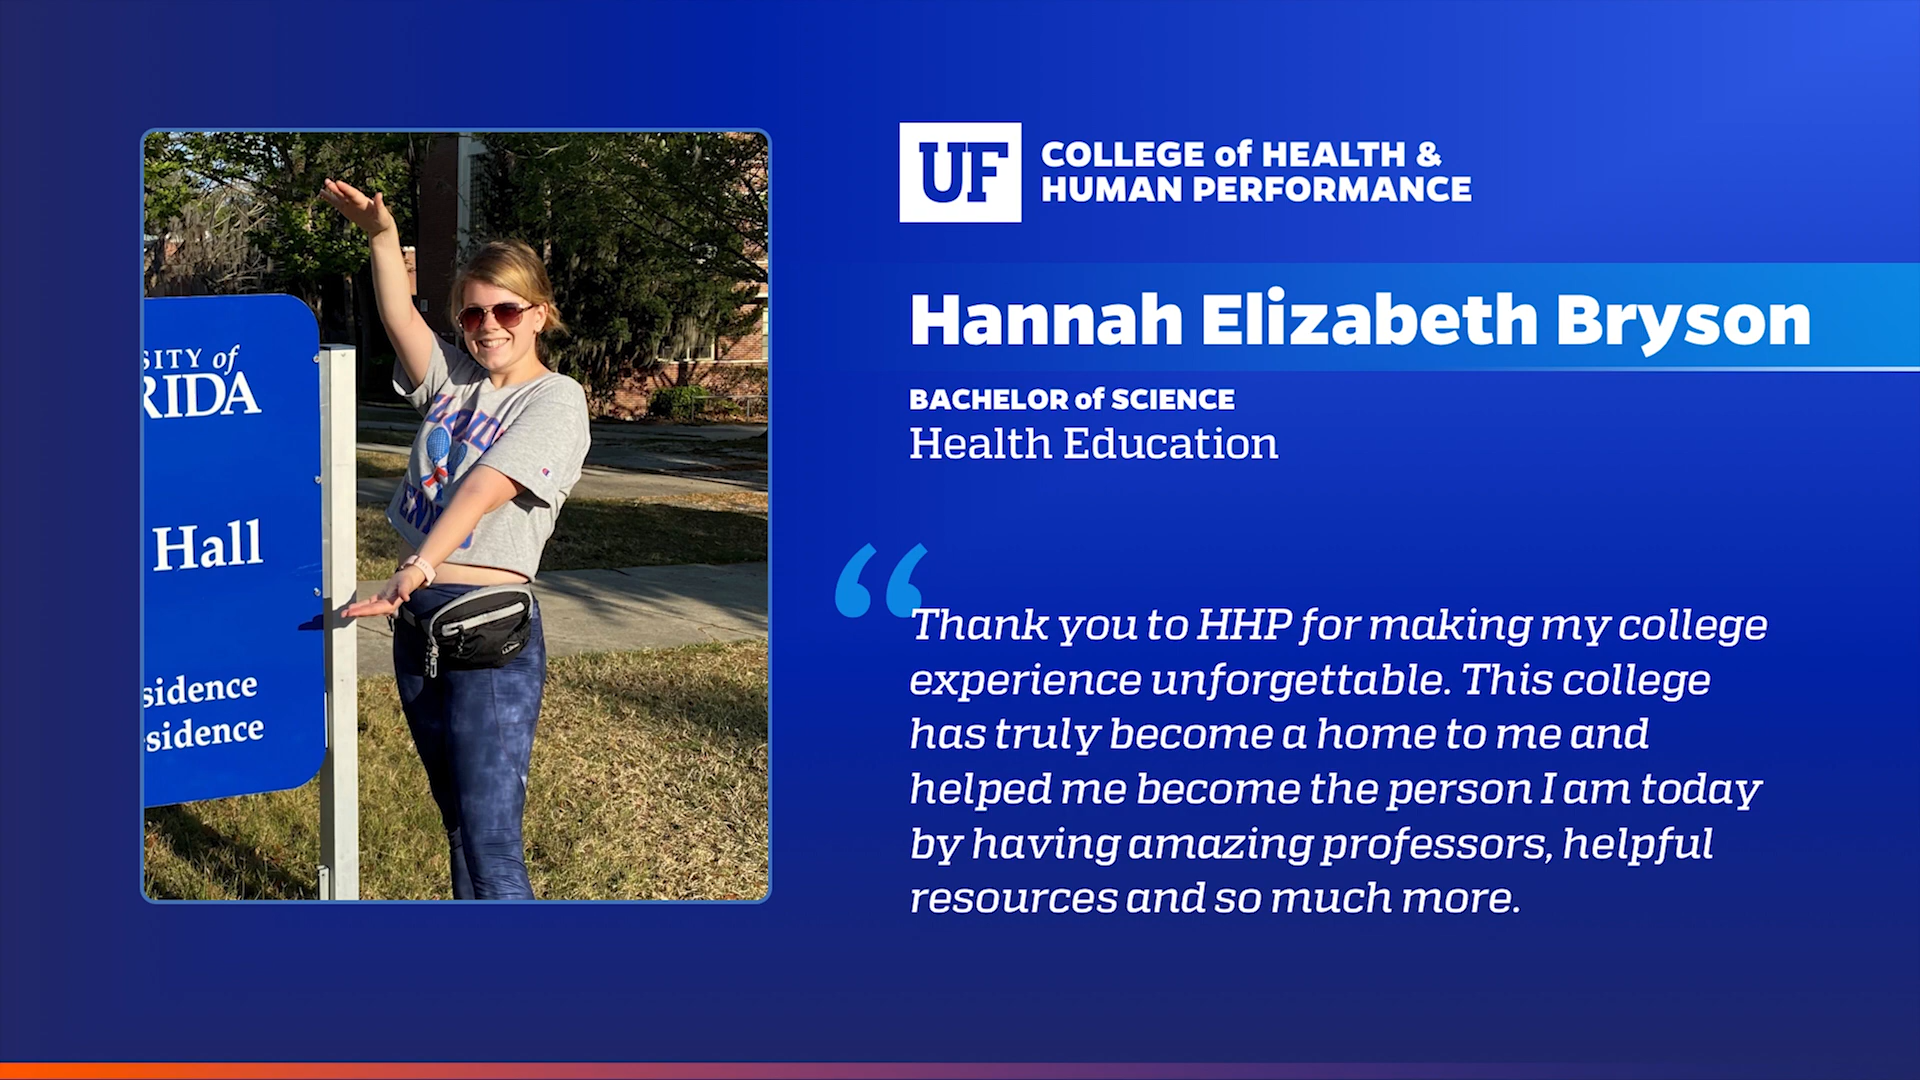 UF
COLLEGE of HEALTH &
HUMAN PERFORMANCE
Hannah Elizabeth Bryson
BACHELOR of SCIENCE
Health Education
“Thank you to HHP for making my college
experience unforgettable. This college
has truly become a home to me and
helped me become the person I am today
by having amazing professors, helpful
resources and so much more.
SITY of
RIDA
Hall
sidence
sidence